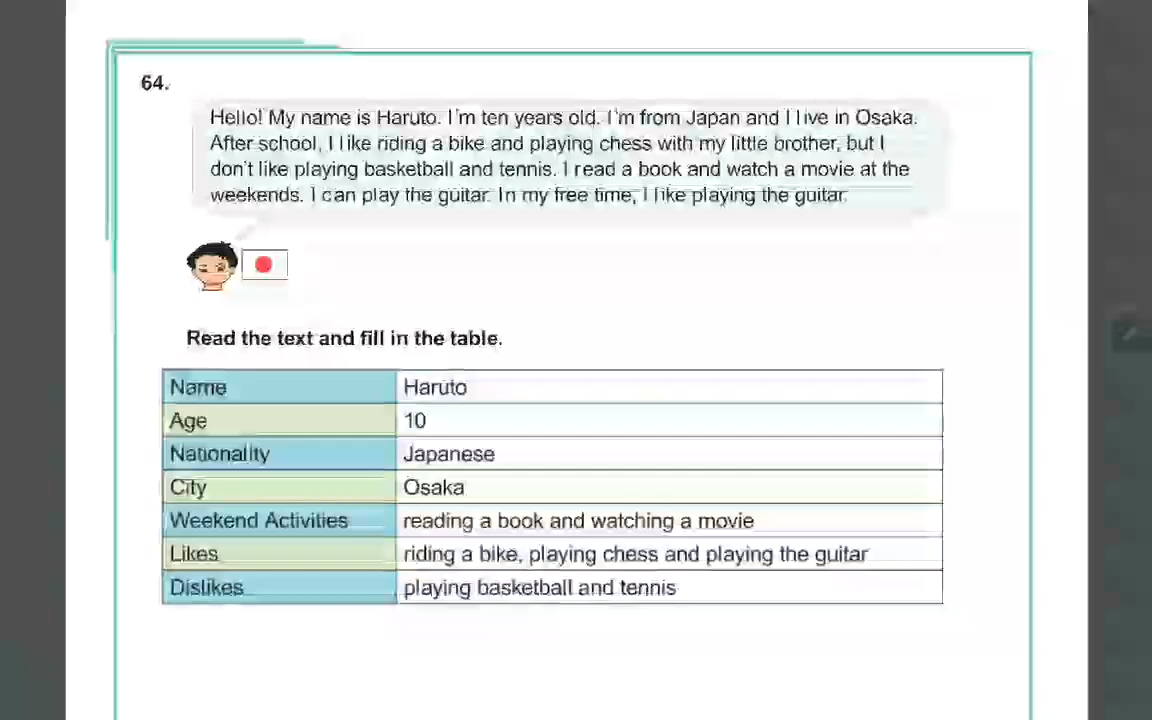 64.
Hello! My name is Haruto. I'm ten years old. I'm from Japan and I live in Osaka.
After school, I like riding a bike and playing chess with my little brother, but I
don't like playing basketball and tennis. I read a book and watch a movie at the
weekends. I can play the guitar. In my free time, I like playing the guitar.
Read the text and fill in the table.
Name Haruto
Age 10
Nationality Japanese
City Osaka
Weekend Activities reading a book and watching a movie
Likes riding a bike, playing chess and playing the guitar
Dislikes playing basketball and tennis